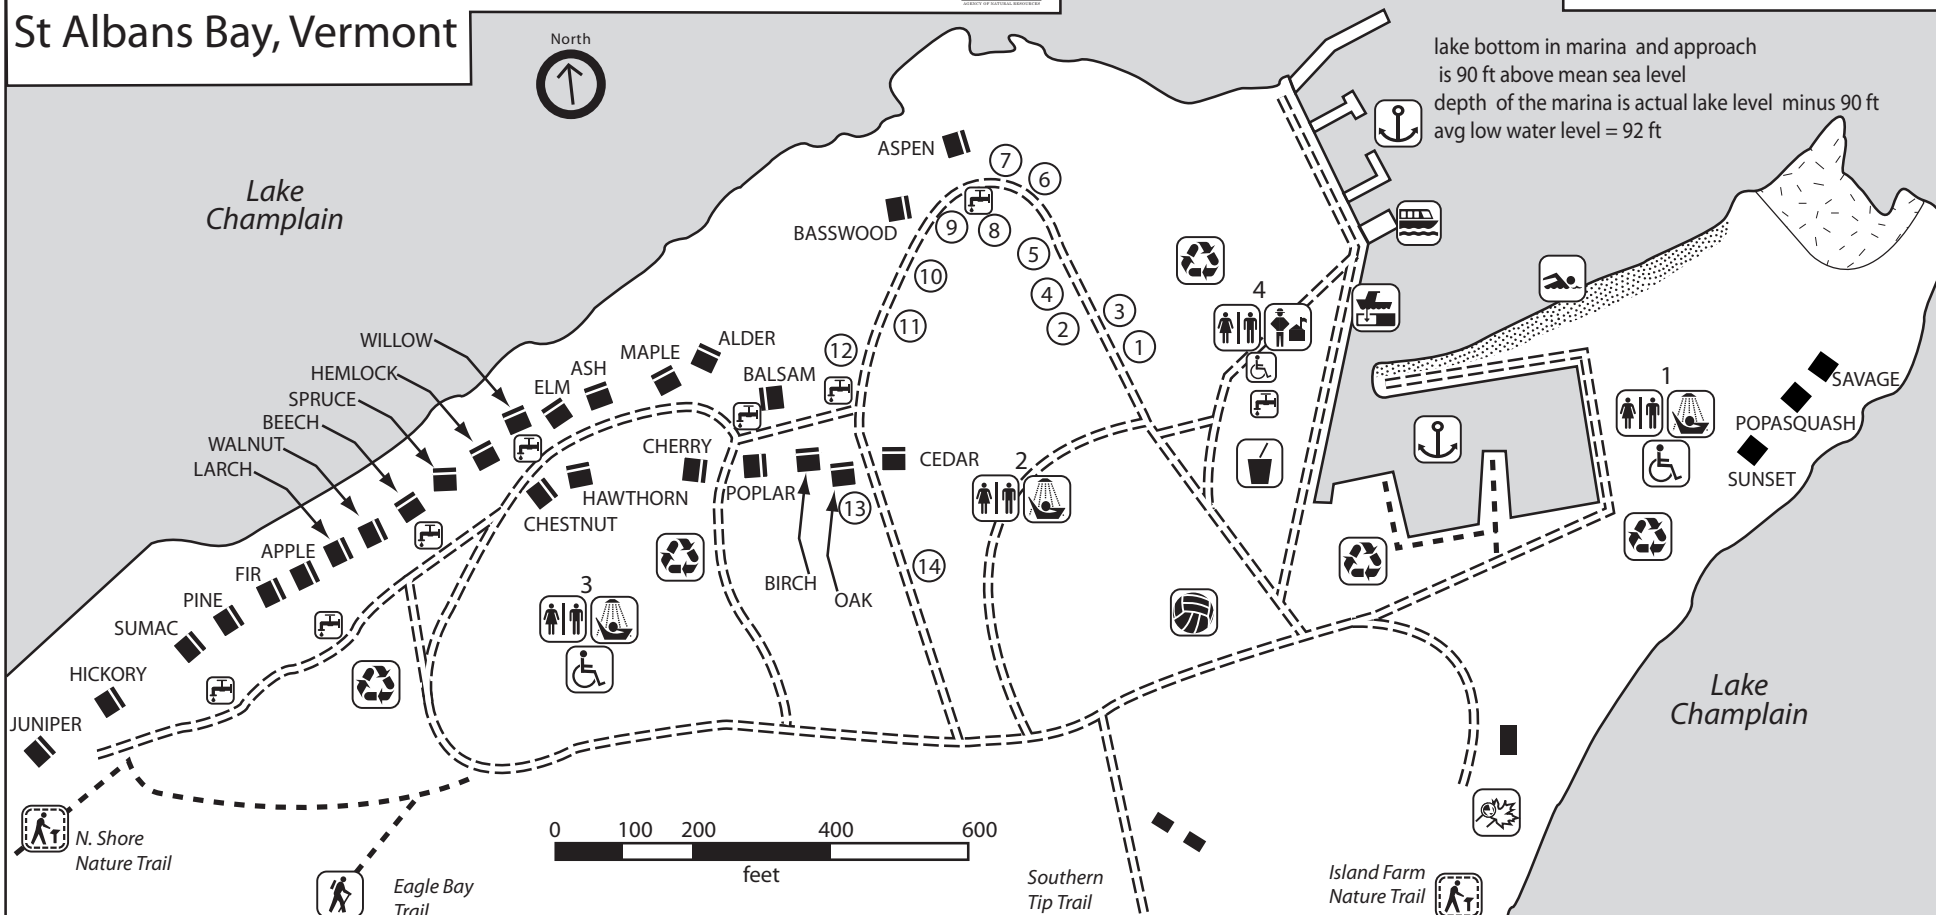 AGENCY OF NATURAL RESOURCES
St Albans Bay, Vermont
North
lake bottom in marina and approach
is 90 ft above mean sea level
depth of the marina is actual lake level minus 90 ft
avg low water level = 92 ft
Lake
Champlain
ASPEN
BASSWOOD
7
6
9
8
5
10
4
3
11
2
1
12
4
WILLOW
HEMLOCK
SPRUCE
BEECH
WALNUT
LARCH
ELM
ASH
MAPLE
ALDER
BALSAM
CHERRY
HAWTHORN
CHESTNUT
POPLAR
CEDAR
2
13
14
BIRCH
OAK
1
SAVAGE
POPASQUASH
SUNSET
APPLE
FIR
PINE
SUMAC
HICKORY
JUNIPER
3
Lake
Champlain
N. Shore
Nature Trail
Eagle Bay
Trail
0 100 200 400 600
feet
Southern
Tip Trail
Island Farm
Nature Trail